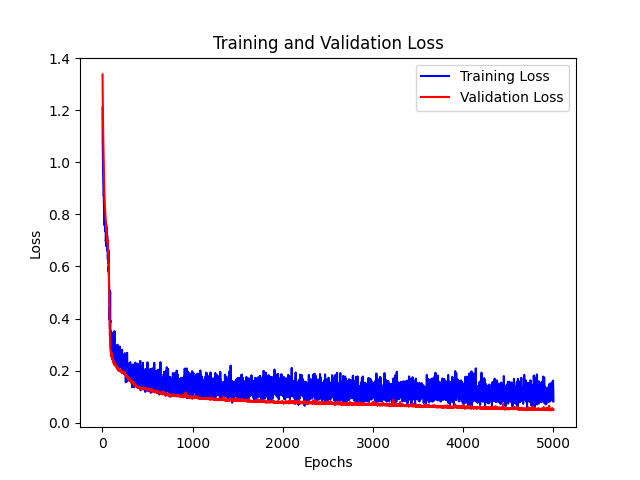 Training and Validation Loss
1.4
1.2
1.0
0.8
0.6
0.4
0.2
0.0
Loss
Training Loss
Validation Loss
0 1000 2000 3000 4000 5000
Epochs